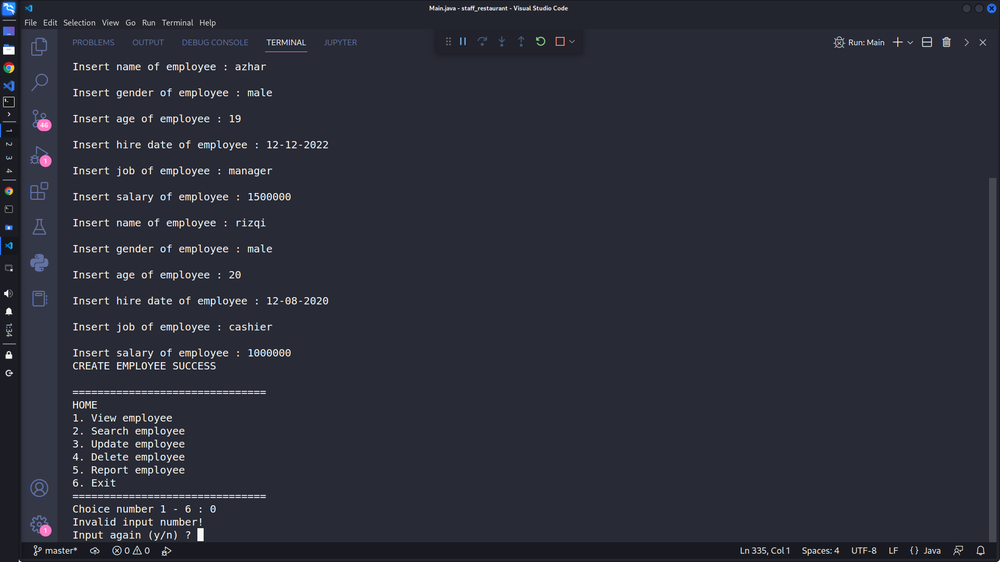 Main.java - staff_restaurant - Visual Studio Code
File Edit Selection View Go Run Terminal Help
PROBLEMS OUTPUT DEBUG CONSOLE TERMINAL JUPYTER
Run: Main
Insert name of employee : azhar
Insert gender of employee : male
Insert age of employee : 19
Insert hire date of employee : 12-12-2022
Insert job of employee : manager
Insert salary of employee : 1500000
Insert name of employee : rizqi
Insert gender of employee : male
Insert age of employee : 20
Insert hire date of employee : 12-08-2020
Insert job of employee : cashier
Insert salary of employee : 1000000
CREATE EMPLOYEE SUCCESS
===============================
HOME
1. View employee
2. Search employee
3. Update employee
4. Delete employee
5. Report employee
6. Exit
===============================
Choice number 1 - 6 : 0
Invalid input number!
Input again (y/n) ?
46
1
1
1
2
3
4
1:34
master* 0 0
Ln 335, Col 1 Spaces: 4 UTF-8 LF {} Java